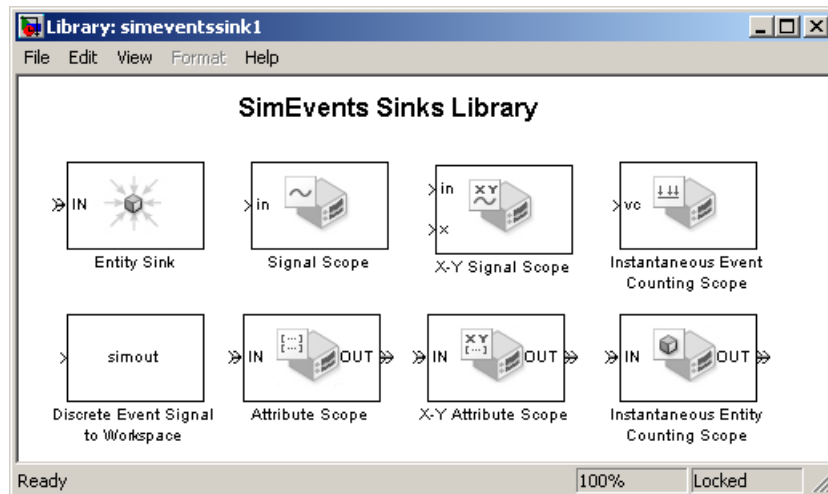 Library: simeventssink1
File Edit View Format Help
SimEvents Sinks Library
IN
in
in
x
vc
Entity Sink
Signal Scope
X-Y Signal Scope
Instantaneous Event
Counting Scope
XY
simout
IN
[...]
[...]
OUT
IN
XY
[...]
OUT
IN
OUT
Discrete Event Signal
to Workspace
Attribute Scope
X-Y Attribute Scope
Instantaneous Entity
Counting Scope
Ready
100%
Locked